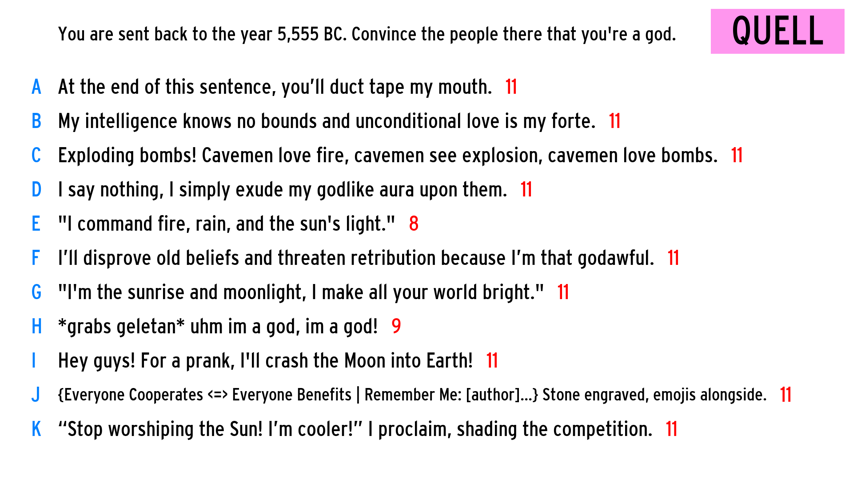 You are sent back to the year 5,555 BC. Convince the people there that you're a god.
QUELL
A At the end of this sentence, you’ll duct tape my mouth. 11
B My intelligence knows no bounds and unconditional love is my forte. 11
C Exploding bombs! Cavemen love fire, cavemen see explosion, cavemen love bombs. 11
D I say nothing, I simply exude my godlike aura upon them. 11
E "I command fire, rain, and the sun's light." 8
F I’ll disprove old beliefs and threaten retribution because I’m that godawful. 11
G "I'm the sunrise and moonlight, I make all your world bright." 11
H *grabs geletan* uhm im a god, im a god! 9
I Hey guys! For a prank, I'll crash the Moon into Earth! 11
J {Everyone Cooperates <=> Everyone Benefits | Remember Me: [author]...} Stone engraved, emojis alongside. 11
K “Stop worshiping the Sun! I’m cooler!” I proclaim, shading the competition. 11